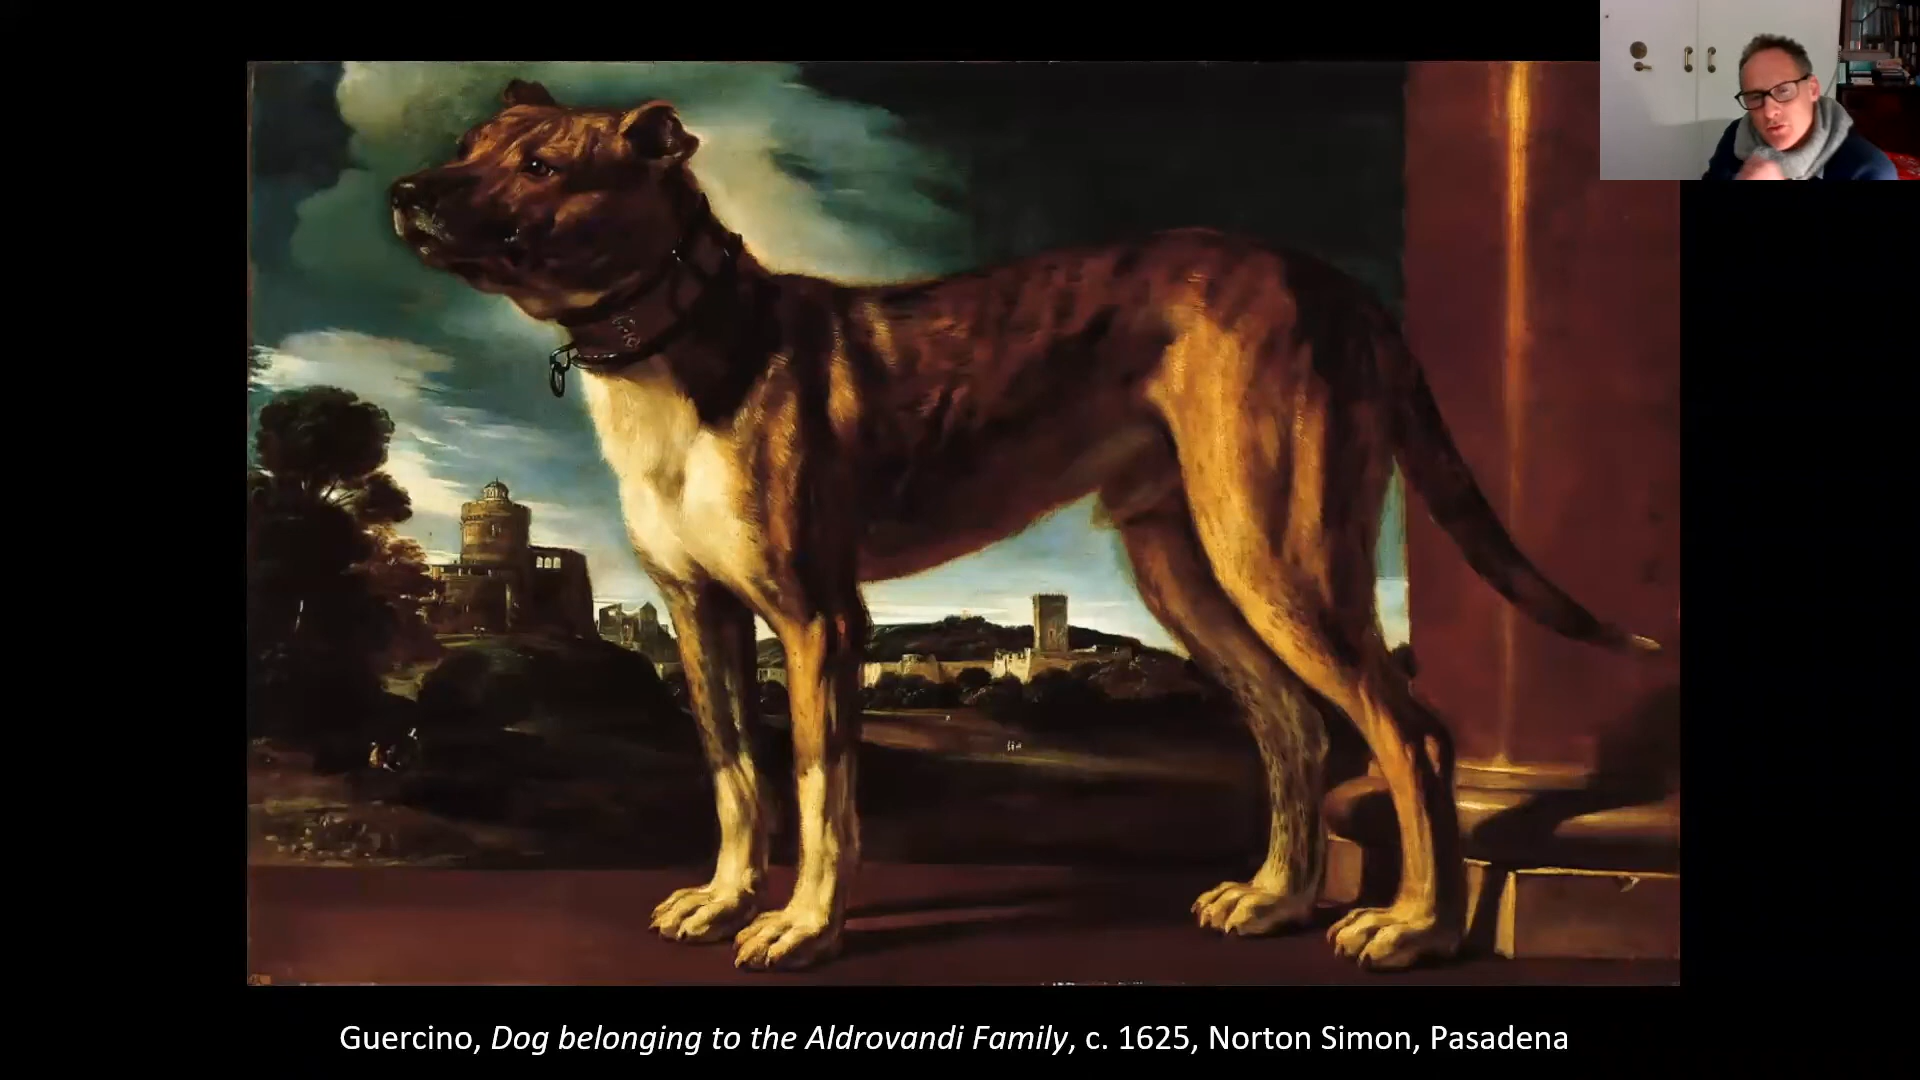 Guercino, Dog belonging to the Aldrovandi Family, c. 1625, Norton Simon, Pasadena